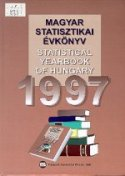 MAGYAR
STATISZTIKAI
ÉVKÖNYV
STATISTICAL
YEARBOOK
OF HUNGARY
1997